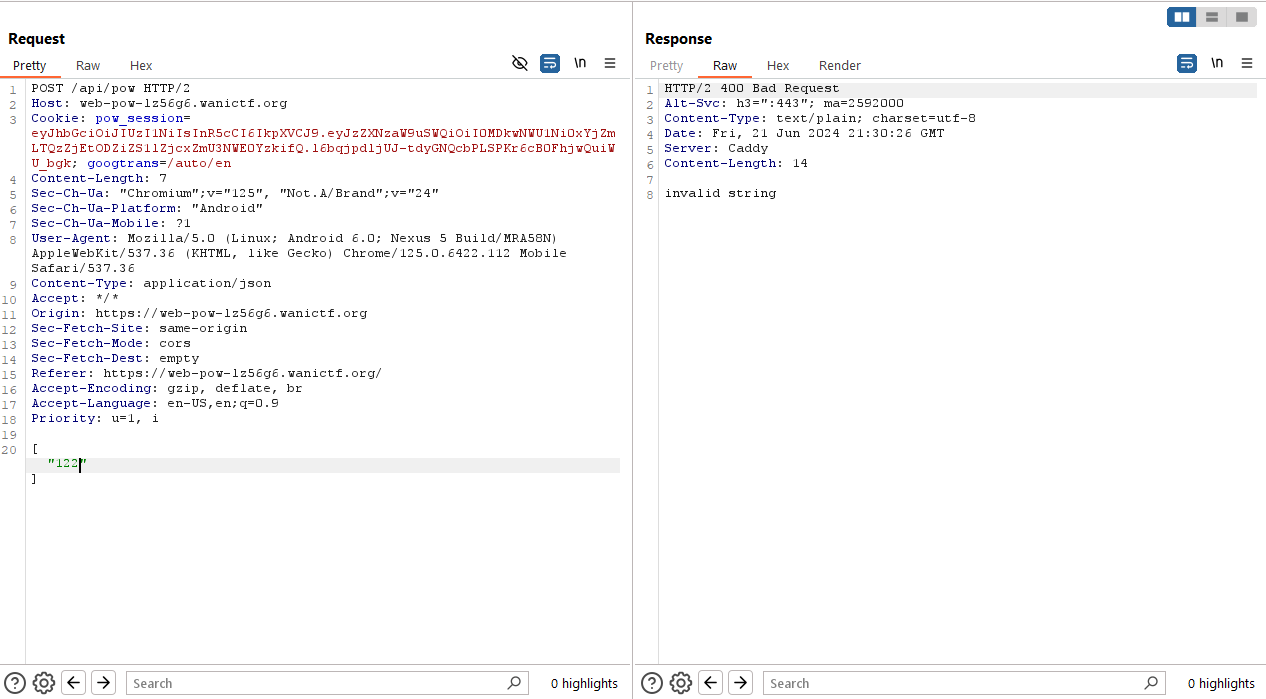 Request
Pretty Raw Hex
\n
1 POST /api/pow HTTP/2
2 Host: web-pow-lz56g6.wanictf.org
3 Cookie: pow_session=
eyJhbGciOiJIUzI1NiIsInR5cCI6IkpXVCJ9.eyJzZXNzaW9uSWQiOiI0MDkwNWU1Ni0xYjZm
LTQzZjEtODZiZS11ZjcxZmU3NWE0YzkifQ.l6bqjpdljUJ-tdyGNQcbPLSPKr6cB0FhjwQuiW
U_bgk; googtrans=/auto/en
4 Content-Length: 7
5 Sec-Ch-Ua: "Chromium";v="125", "Not.A/Brand";v="24"
6 Sec-Ch-Ua-Platform: "Android"
7 Sec-Ch-Ua-Mobile: ?1
8 User-Agent: Mozilla/5.0 (Linux; Android 6.0; Nexus 5 Build/MRA58N)
AppleWebKit/537.36 (KHTML, like Gecko) Chrome/125.0.6422.112 Mobile
Safari/537.36
9 Content-Type: application/json
10 Accept: */*
11 Origin: https://web-pow-lz56g6.wanictf.org
12 Sec-Fetch-Site: same-origin
13 Sec-Fetch-Mode: cors
14 Sec-Fetch-Dest: empty
15 Referer: https://web-pow-lz56g6.wanictf.org/
16 Accept-Encoding: gzip, deflate, br
17 Accept-Language: en-US,en;q=0.9
18 Priority: u=1, i
19
20 [
"122"
]
Search
0 highlights
Response
Pretty Raw Hex Render
\n
1 HTTP/2 400 Bad Request
2 Alt-Svc: h3=":443"; ma=2592000
3 Content-Type: text/plain; charset=utf-8
4 Date: Fri, 21 Jun 2024 21:30:26 GMT
5 Server: Caddy
6 Content-Length: 14
7
8 invalid string
Search
0 highlights